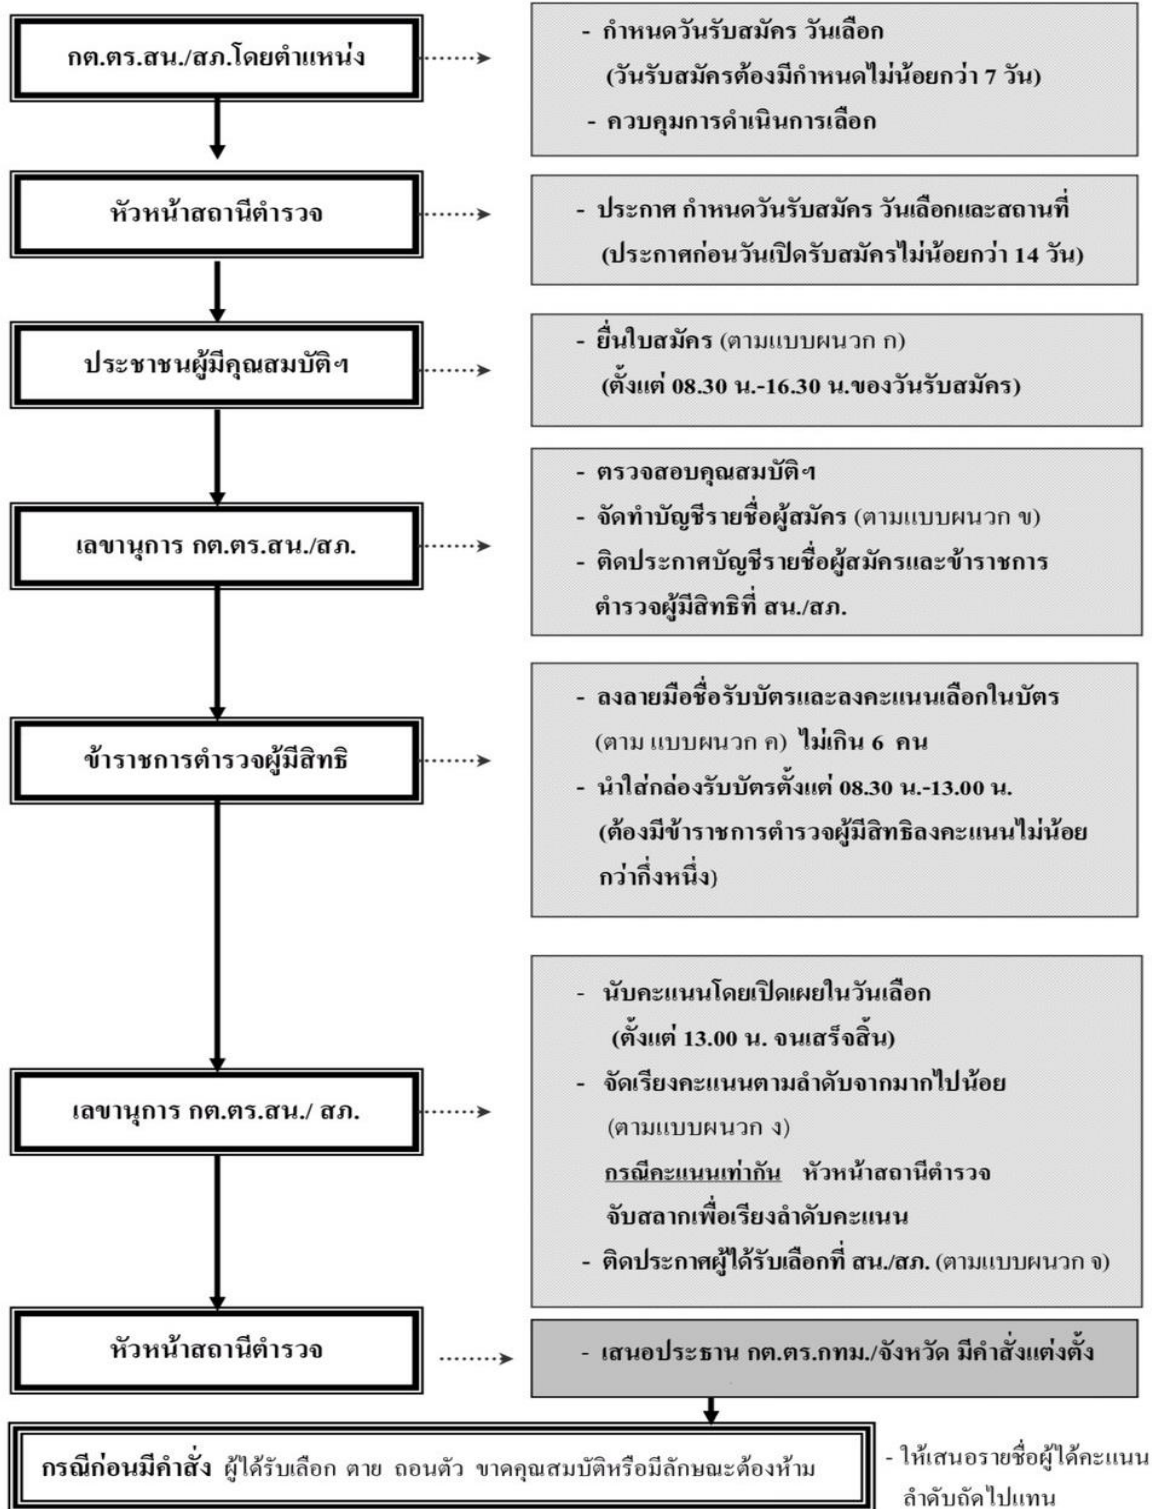 กต.ตร.สน./สภ.โดยตำแหน่ง
- กำหนดวันรับสมัคร วันเลือก
(วันรับสมัครต้องมีกำหนดไม่น้อยกว่า 7 วัน)
- ควบคุมการดำเนินการเลือก
หัวหน้าสถานีตำรวจ
- ประกาศ กำหนดวันรับสมัคร วันเลือกและสถานที่
(ประกาศก่อนวันเปิดรับสมัครไม่น้อยกว่า 14 วัน)
ประชาชนผู้มีคุณสมบัติฯ
- ยื่นใบสมัคร (ตามแบบผนวก ก)
(ตั้งแต่ 08.30 น.-16.30 น.ของวันรับสมัคร)
เลขานุการ กต.ตร.สน./สภ.
- ตรวจสอบคุณสมบัติฯ
- จัดทำบัญชีรายชื่อผู้สมัคร (ตามแบบผนวก ข)
- ติดประกาศบัญชีรายชื่อผู้สมัครและข้าราชการ
ตำรวจผู้มีสิทธิที่ สน./สภ.
ข้าราชการตำรวจผู้มีสิทธิ
- ลงลายมือชื่อรับบัตรและลงคะแนนเลือกในบัตร
(ตาม แบบผนวก ค) ไม่เกิน 6 คน
- นำใส่กล่องรับบัตรตั้งแต่ 08.30 น.-13.00 น.
(ต้องมีข้าราชการตำรวจผู้มีสิทธิลงคะแนนไม่น้อย
กว่ากึ่งหนึ่ง)
เลขานุการ กต.ตร.สน./ สภ.
- นับคะแนนโดยเปิดเผยในวันเลือก
(ตั้งแต่ 13.00 น. จนเสร็จสิ้น)
- จัดเรียงคะแนนตามลำดับจากมากไปน้อย
(ตามแบบผนวก ง)
กรณีคะแนนเท่ากัน หัวหน้าสถานีตำรวจ
จับสลากเพื่อเรียงลำดับคะแนน
- ติดประกาศผู้ได้รับเลือกที่ สน./สภ. (ตามแบบผนวก จ)
หัวหน้าสถานีตำรวจ
- เสนอประธาน กต.ตร.กทม./จังหวัด มีคำสั่งแต่งตั้ง
กรณีก่อนมีคำสั่ง ผู้ได้รับเลือก ตาย ถอนตัว ขาดคุณสมบัติหรือมีลักษณะต้องห้าม
- ให้เสนอรายชื่อผู้ได้คะแนน
ลำดับถัดไปแทน